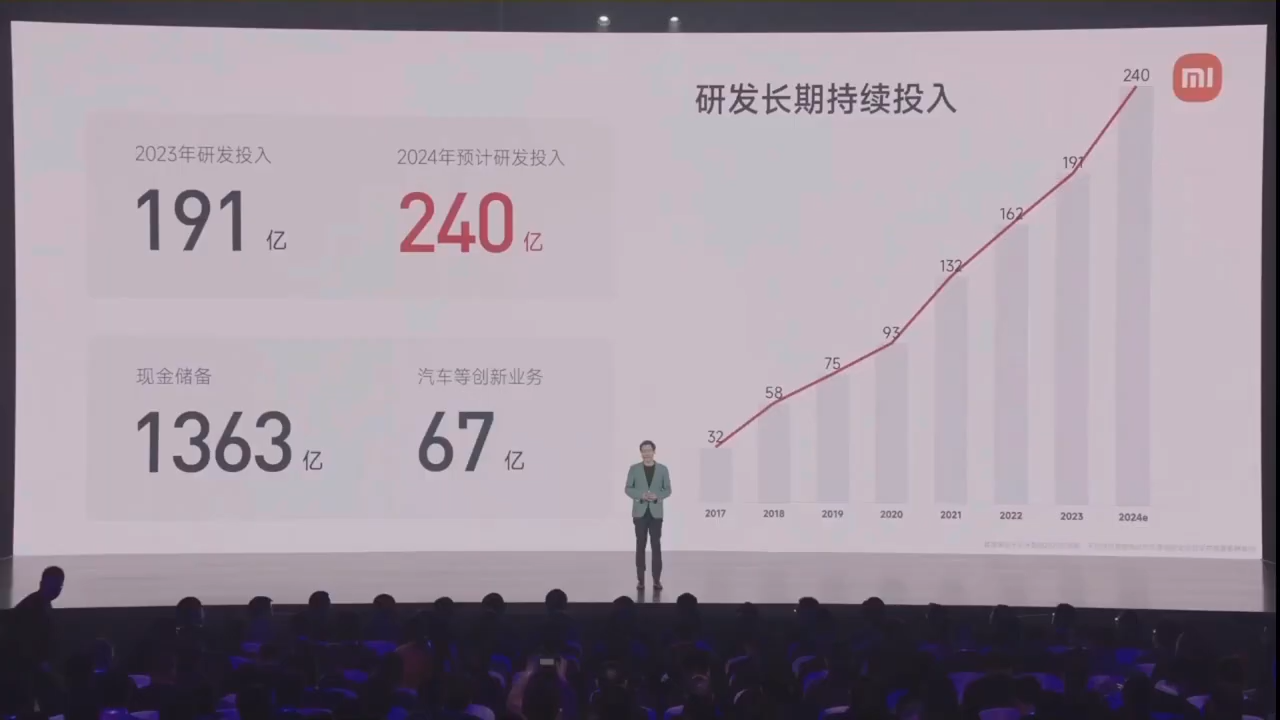 研发长期持续投入
mi
2023年研发投入
191 亿
2024年预计研发投入
240 亿
现金储备
1363 亿
汽车等创新业务
67 亿
32
58
75
93
132
162
191
240
2017
2018
2019
2020
2021
2022
2023
2024e